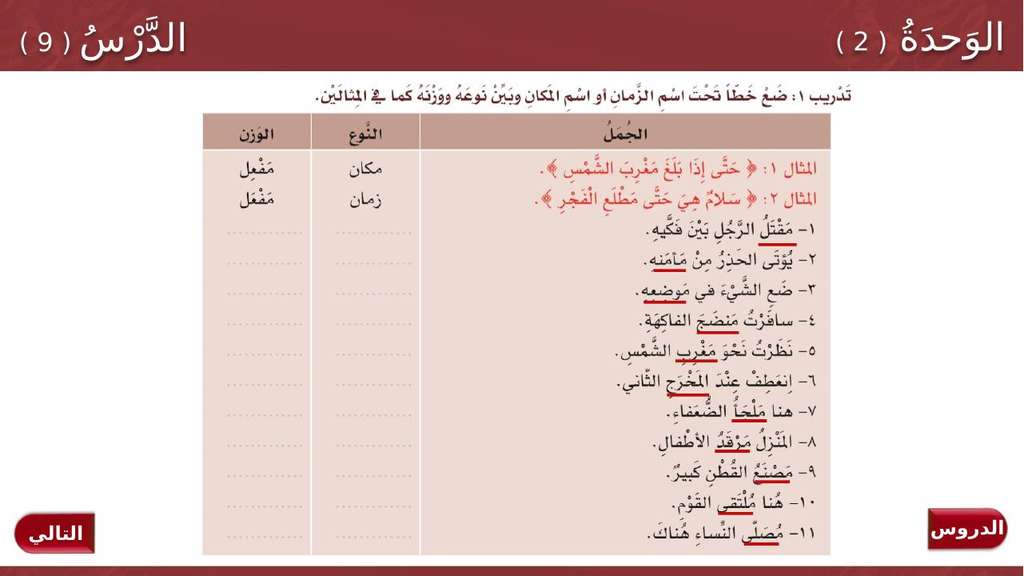 الوَحدَةُ ( 2 )
الدَّرْسُ ( 9 )
تَدْريب ١: ضَعْ خَطّاً تَحْتَ اسْمِ الزَّمانِ أو اسْمِ المَكانِ وبَيِّنْ نَوعَهُ ووَزْنَهُ كَما في المِثالَيْن.
الجُمَلُ النَّوع الوَزن
المثال ١: ﴿ حَتَّى إِذَا بَلَغَ مَغْرِبَ الشَّمْسِ ﴾. مكان مَفْعِل
المثال ٢: ﴿ سَلامٌ هِيَ حَتَّى مَطْلَعِ الْفَجْرِ ﴾. زمان مَفْعَل
١- مَقْتَلُ الرَّجُلِ بَيْنَ فَكَّيهِ.
٢- يُؤتَى الحَذِرُ مِنْ مَأمَنِه.
٣- ضَعِ الشَّيْءَ في مَوضِعِه.
٤- سافَرْتُ مَنضَجَ الفاكِهَةِ.
٥- نَظَرْتُ نَحْوَ مَغْرِبِ الشَّمْسِ.
٦- اِنعَطِفْ عِنْدَ المَخْرَجِ الثّاني.
٧- هنا مَلْجَأُ الضُّعَفاءِ.
٨- المَنْزِلُ مَرْقَدُ الأطْفالِ.
٩- مَصْنَعُ القُطْنِ كَبيرٌ.
١٠- هُنا مُلْتَقى القَوْمِ.
١١- مُصَلّى النِّساءِ هُناكَ.
الدروس
التالي